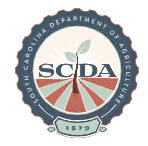 SOUTH CAROLINA DEPARTMENT OF AGRICULTURE
SCDA
1879